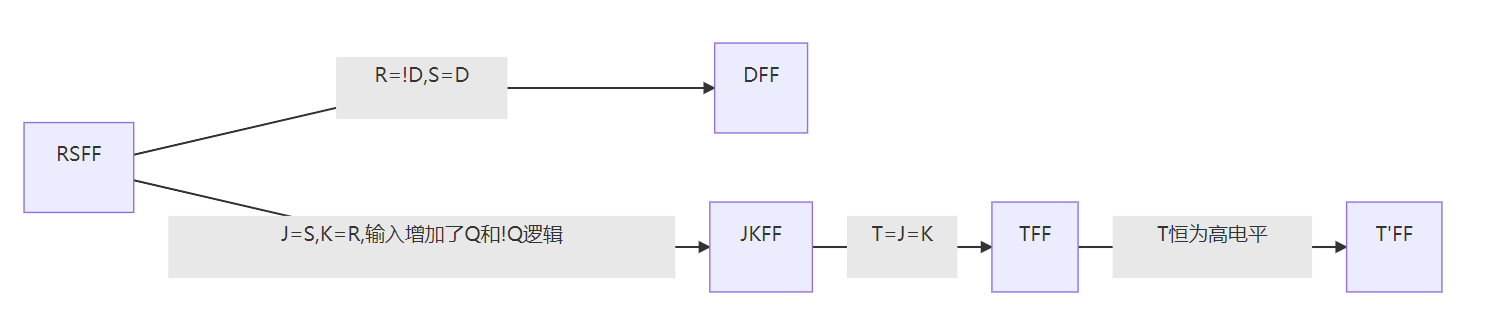 R=!D,S=D
DFF
RSFF
J=S,K=R,输入增加了Q和!Q逻辑
JKFF
T=J=K
TFF
T恒为高电平
T'FF